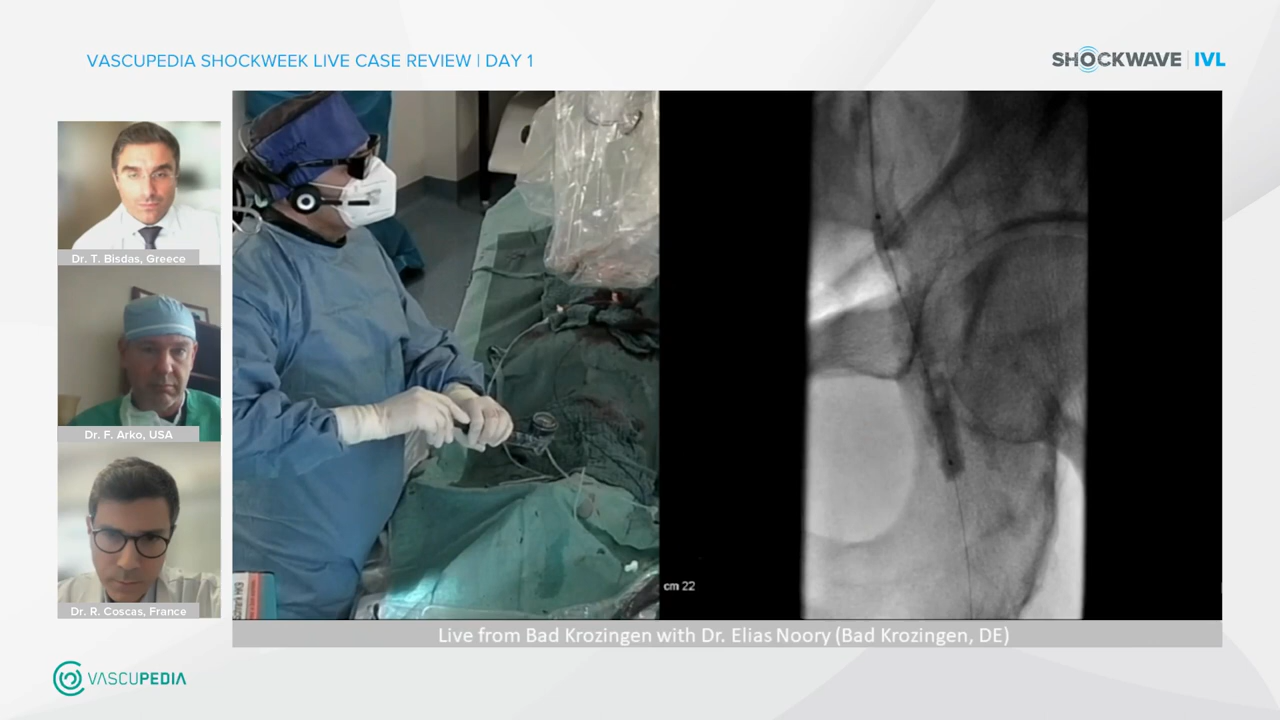 VASCUPEDIA SHOCKWEEK LIVE CASE REVIEW | DAY 1
SHOCKWAVE | IVL
Dr. T. Bisdas, Greece
Dr. F. Arko, USA
Dr. R. Coscas, France
Noory
cm 22
Live from Bad Krozingen with Dr. Elias Noory (Bad Krozingen, DE)
VASCUPEDIA